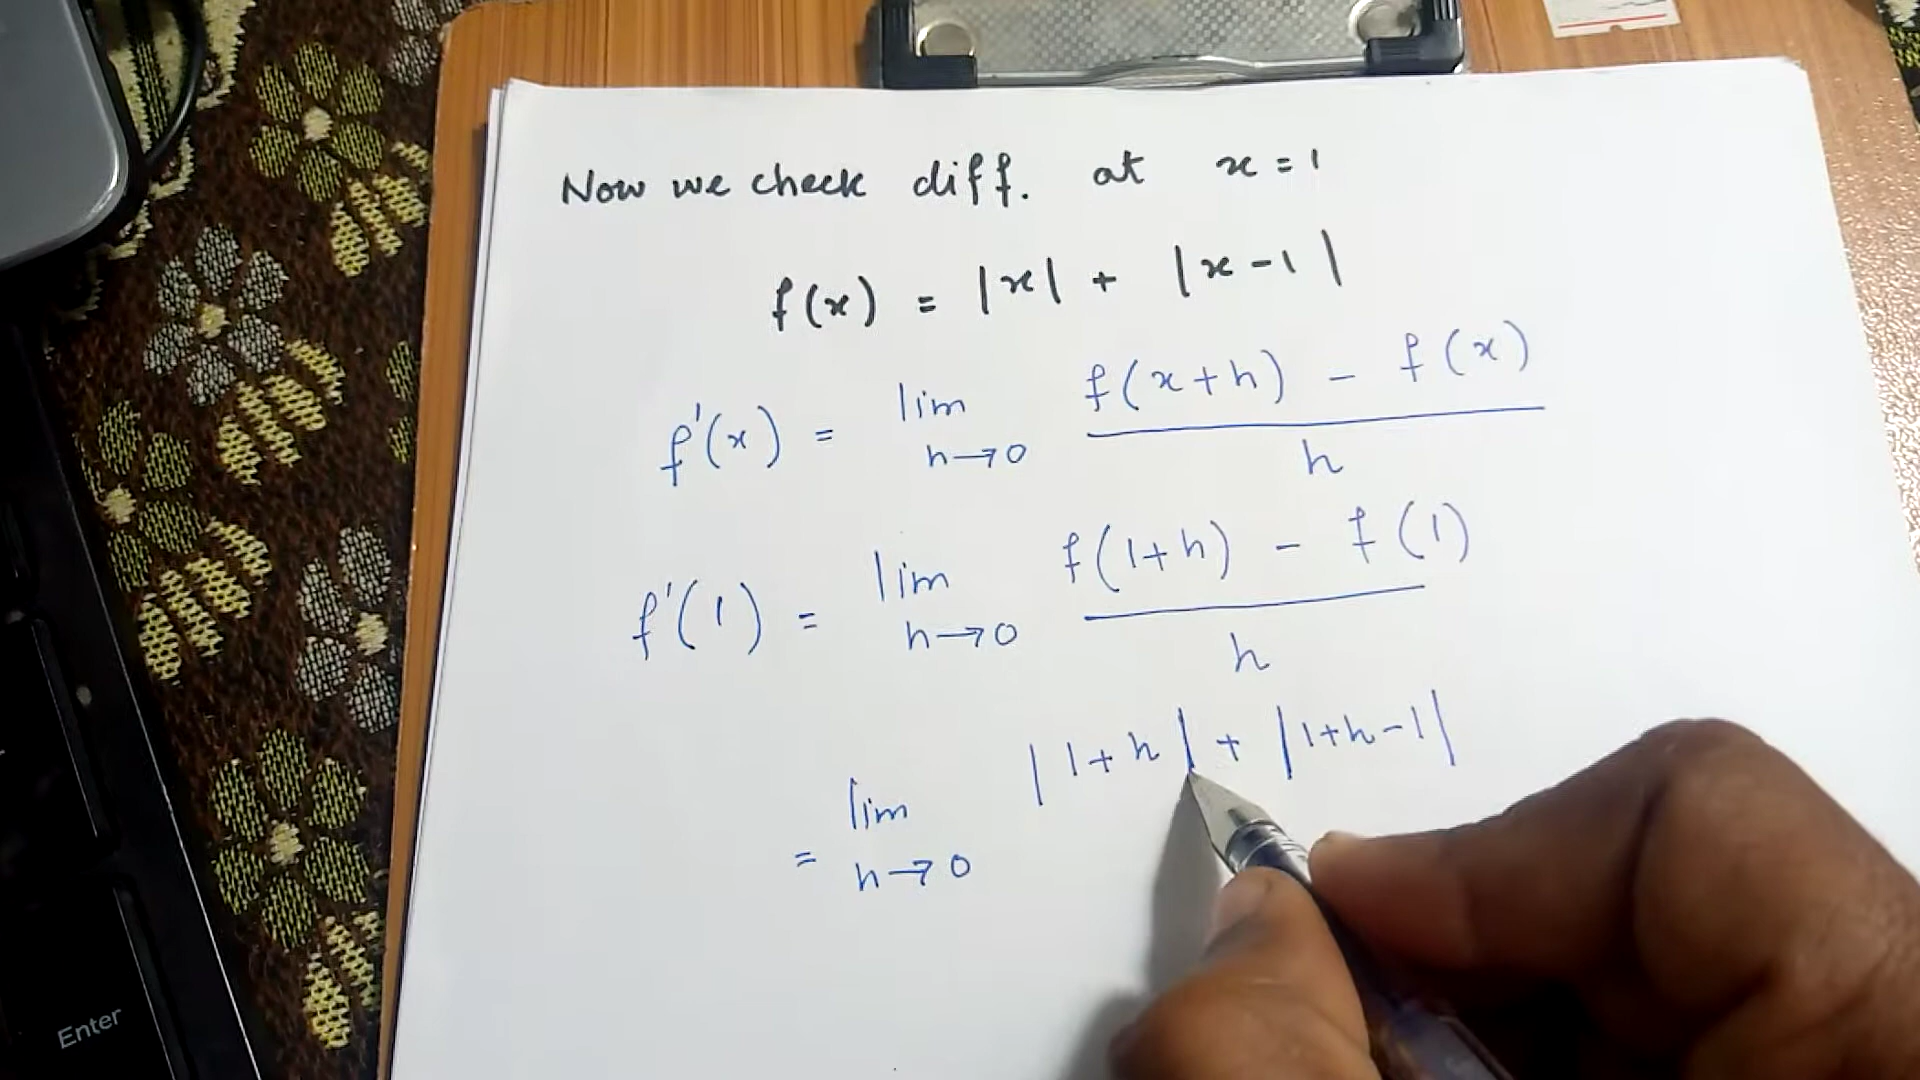 Now we check diff. at x = 1
f(x) = |x| + |x-1|
f'(x) = lim h→0 f(x+h) - f(x) / h
f'(1) = lim h→0 f(1+h) - f(1) / h
= lim h→0 |1+h| + |1+h-1|
Enter